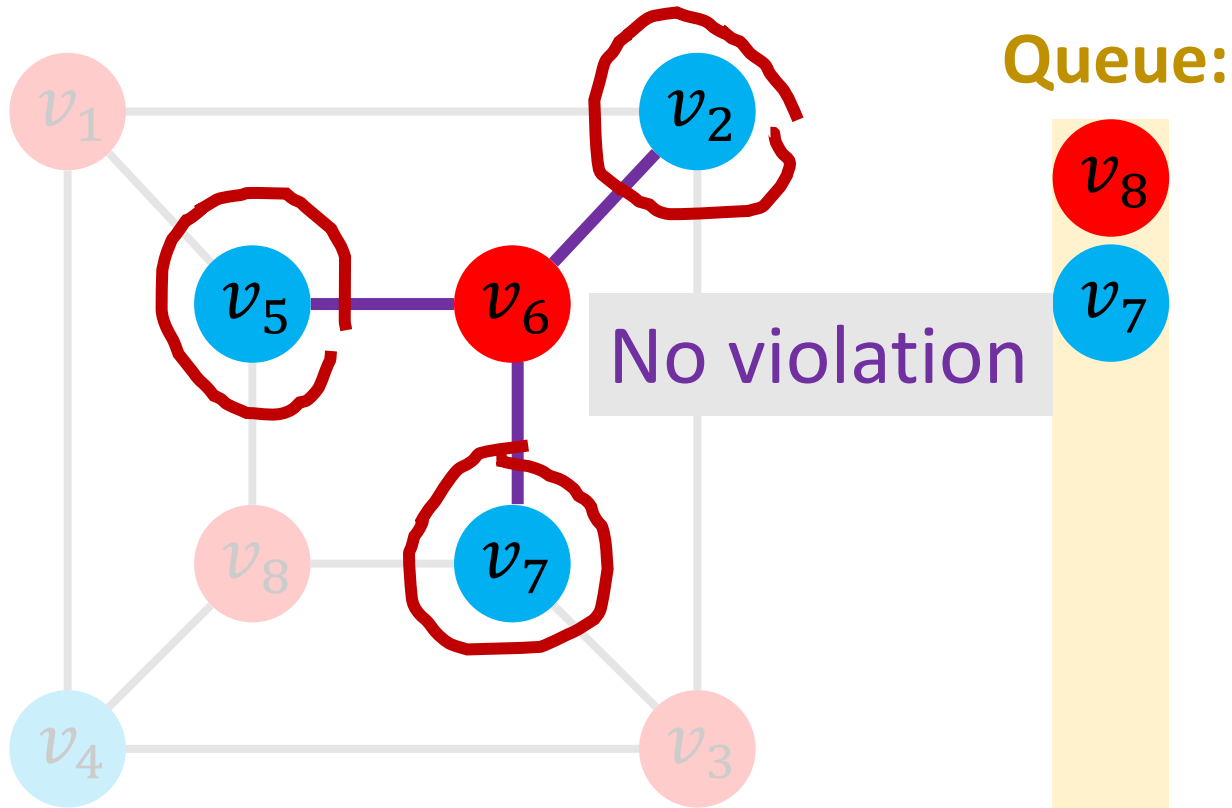 Queue:
v₁
v₂
v₈
v₅
v₆
v₇
No violation
v₈
v₇
v₄
v₃